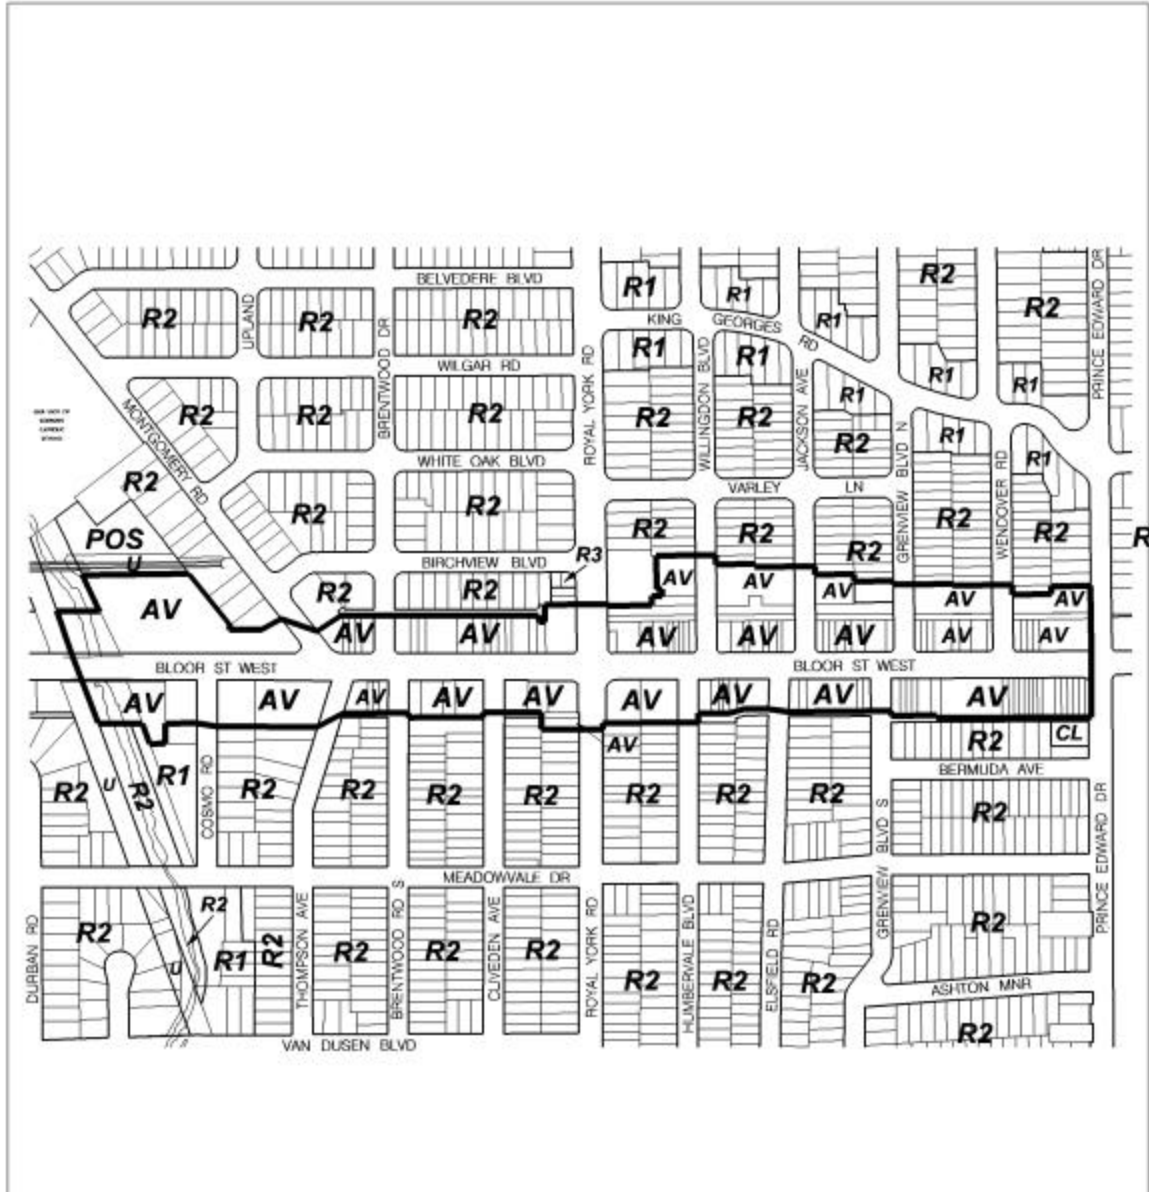 BELVEDERE BLVD
R1
R1
R2
R2
PRINCE EDWARD DR
R2
UPLAND
R2
BRENTWOOD DR
R2
KING GEORGES RD
R1
WILGAR RD
ROYAL YORK RD
R1
WILLINGDON BLVD
R1
JACKSON AVE
R1
R1
MONTGOMERY RD
R2
R2
R2
R2
R2
R1
R2
GRENVIEW BLVD N
R1
WENDOVER RD
R1
WHITE OAK BLVD
R2
VARLEY LN
R2
R2
R2
R2
R2
R2
R2
POS
U
BIRCHVIEW BLVD
R3
R
AV
R2
R2
AV
AV
AV
AV
AV
AV
AV
AV
AV
AV
AV
AV
BLOOR ST WEST
BLOOR ST WEST
AV
AV
AV
AV
AV
AV
AV
AV
AV
AV
R2
CL
BERMUDA AVE
R2
U
R2
R1
COSMO RD
R2
R2
R2
R2
R2
R2
R2
R2
GRENVIEW BLVD S
PRINCE EDWARD DR
MEADOWVALE DR
DURBAN RD
R2
R2
U
R1
R2
THOMPSON AVE
R2
BRENTWOOD RD S
R2
CLIVEDEN AVE
R2
ROYAL YORK RD
R2
HUMBERVALE BLVD
R2
ELSFIELD RD
R2
R2
ASHTON MNR
R2
VAN DUSEN BLVD